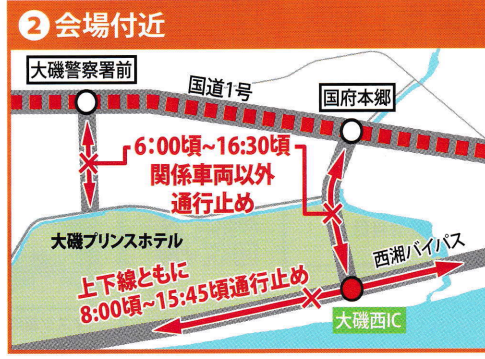 ❷会場付近
大磯警察署前
国道1号
国府本郷
6:00頃~16:30頃
関係車両以外
通行止め
大磯プリンスホテル
西湘バイパス
上下線ともに
8:00頃~15:45頃通行止め
大磯西IC